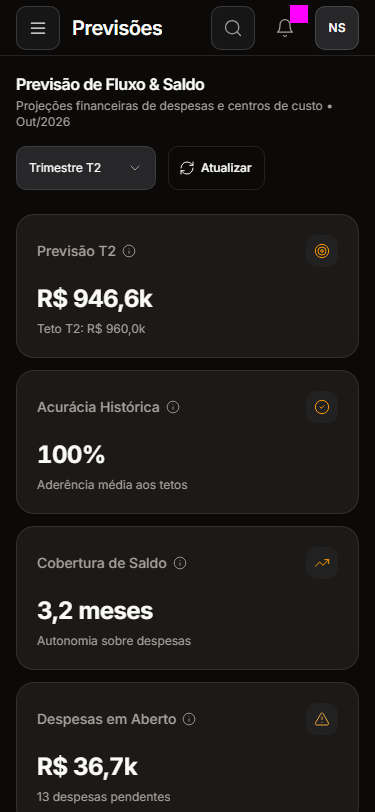 Previsões
NS
Previsão de Fluxo & Saldo
Projeções financeiras de despesas e centros de custo •
Out/2026
Trimestre T2
Atualizar
Previsão T2
R$ 946,6k
Teto T2: R$ 960,0k
Acurácia Histórica
100%
Aderência média aos tetos
Cobertura de Saldo
3,2 meses
Autonomia sobre despesas
Despesas em Aberto
R$ 36,7k
13 despesas pendentes